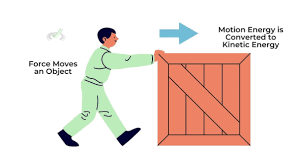 Force Moves
an Object
Motion Energy is
Converted to
Kinetic Energy